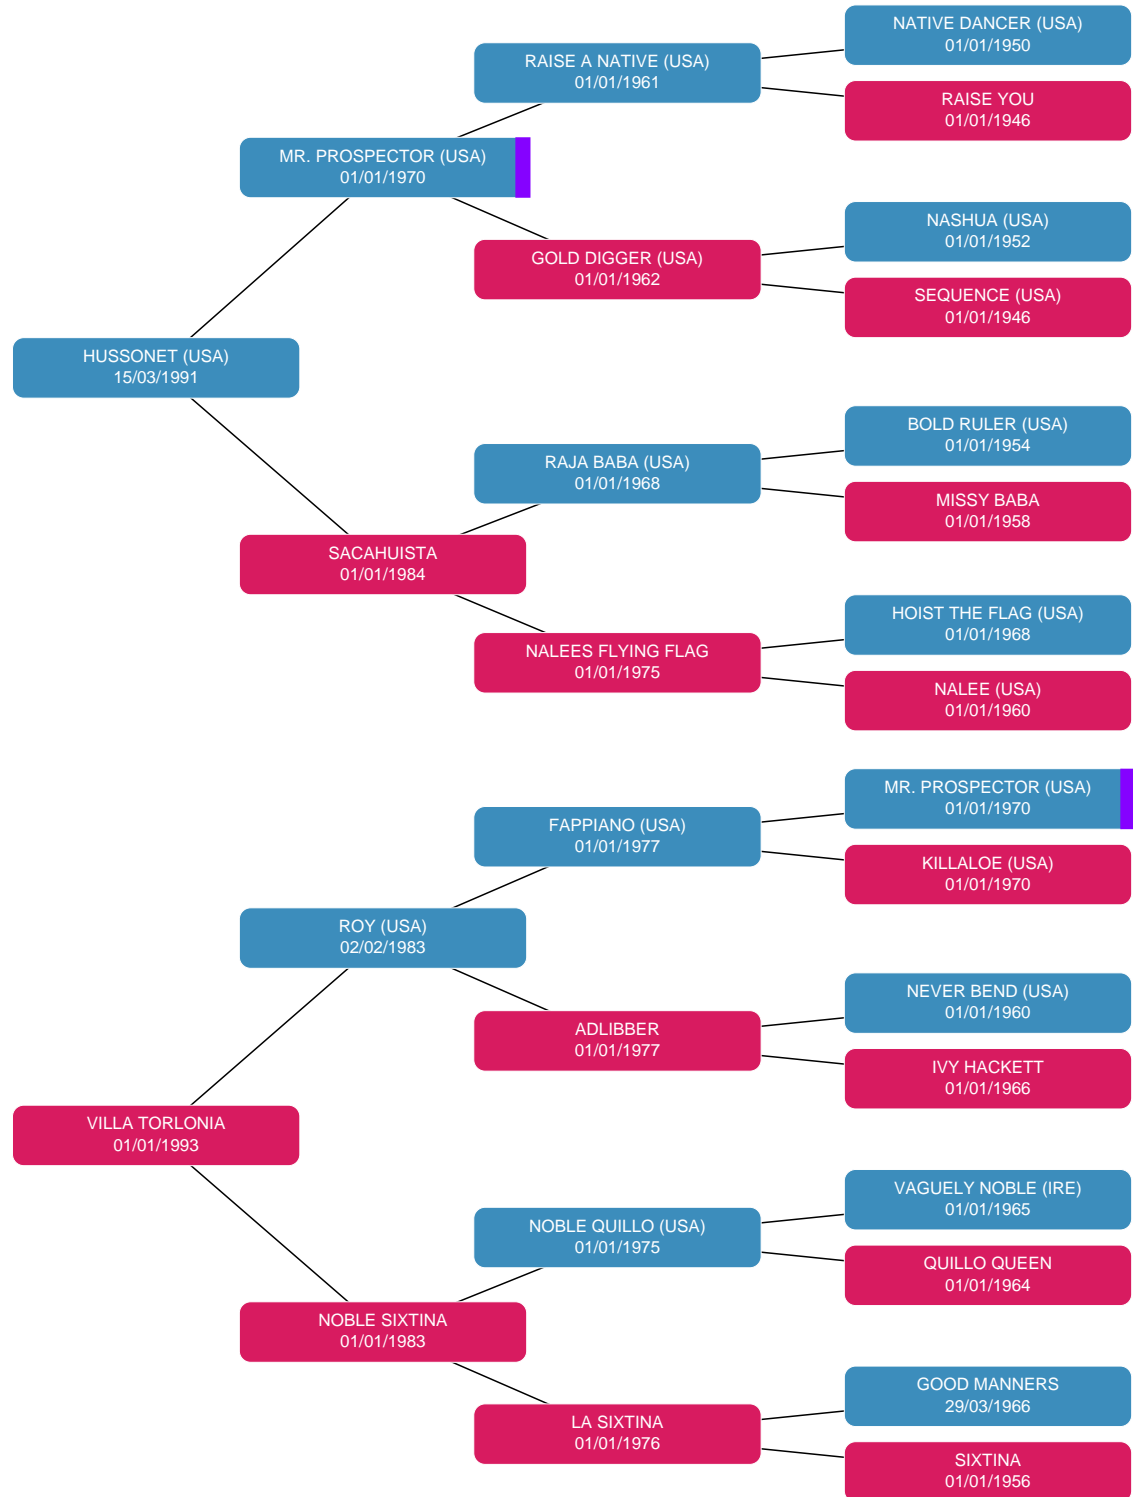 NATIVE DANCER (USA)
01/01/1950
RAISE A NATIVE (USA)
01/01/1961
RAISE YOU
01/01/1946
MR. PROSPECTOR (USA)
01/01/1970
NASHUA (USA)
01/01/1952
GOLD DIGGER (USA)
01/01/1962
SEQUENCE (USA)
01/01/1946
HUSSONET (USA)
15/03/1991
BOLD RULER (USA)
01/01/1954
RAJA BABA (USA)
01/01/1968
MISSY BABA
01/01/1958
SACAHUISTA
01/01/1984
HOIST THE FLAG (USA)
01/01/1968
NALEES FLYING FLAG
01/01/1975
NALEE (USA)
01/01/1960
MR. PROSPECTOR (USA)
01/01/1970
FAPPIANO (USA)
01/01/1977
KILLALOE (USA)
01/01/1970
ROY (USA)
02/02/1983
NEVER BEND (USA)
01/01/1960
ADLIBBER
01/01/1977
IVY HACKETT
01/01/1966
VILLA TORLONIA
01/01/1993
VAGUELY NOBLE (IRE)
01/01/1965
NOBLE QUILLO (USA)
01/01/1975
QUILLO QUEEN
01/01/1964
NOBLE SIXTINA
01/01/1983
GOOD MANNERS
29/03/1966
LA SIXTINA
01/01/1976
SIXTINA
01/01/1956